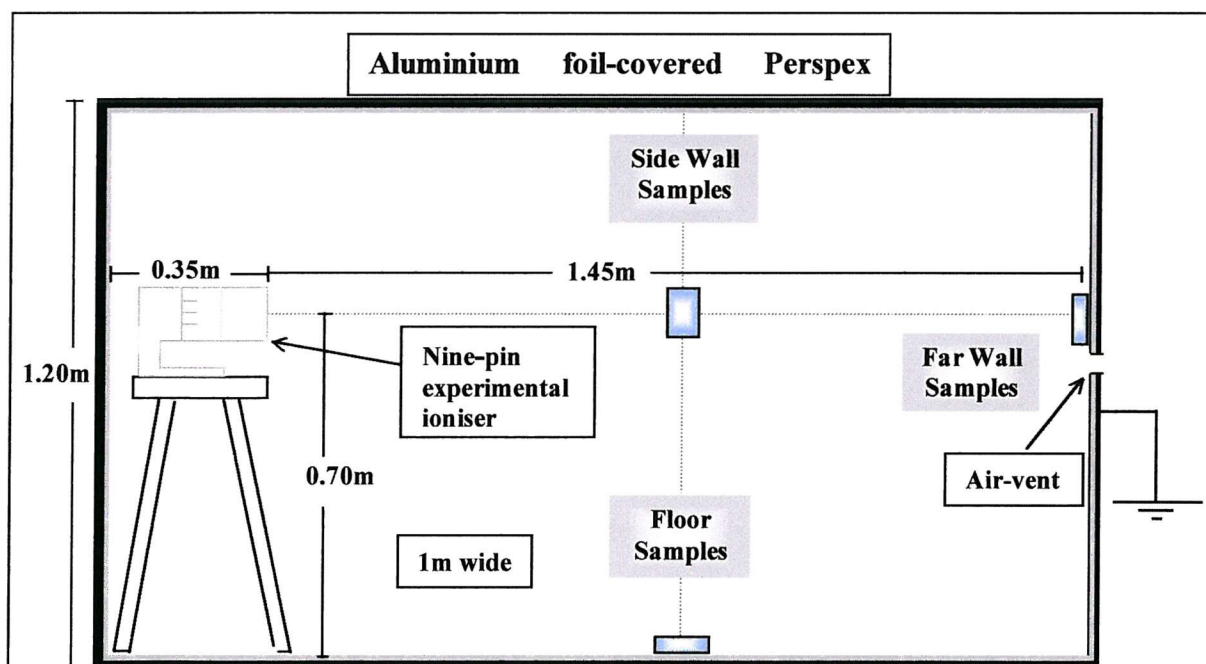 Aluminium foil-covered Perspex
Side Wall
Samples
0.35m
1.45m
Nine-pin
experimental
ioniser
Far Wall
Samples
1.20m
0.70m
Air-vent
Floor
Samples
1m wide